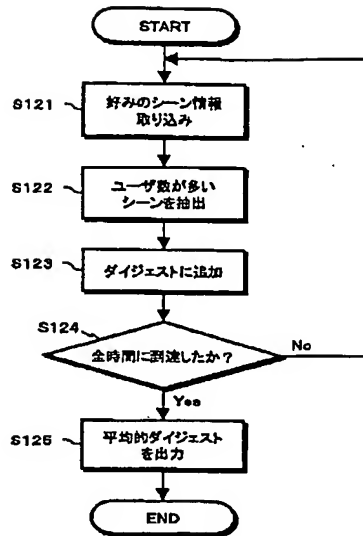 START
S121
好みのシーン情報
取り込み
S122
ユーザ数が多い
シーンを抽出
S123
ダイジェストに追加
S124
全時間に到達したか?
No
Yes
S125
平均的ダイジェスト
を出力
END